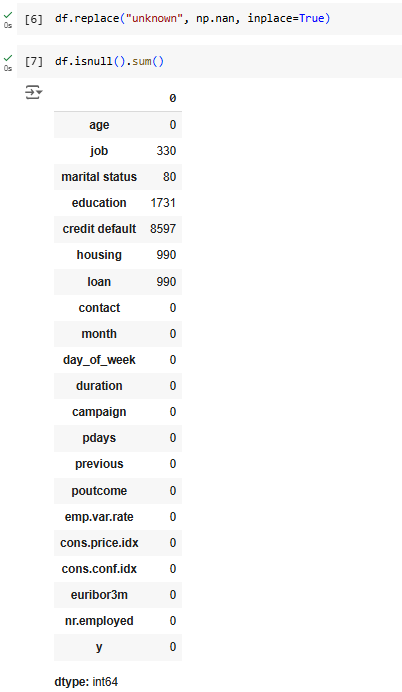 [6] df.replace("unknown", np.nan, inplace=True)
0s
[7] df.isnull().sum()
0s
0
age 0
job 330
marital status 80
education 1731
credit default 8597
housing 990
loan 990
contact 0
month 0
day_of_week 0
duration 0
campaign 0
pdays 0
previous 0
poutcome 0
emp.var.rate 0
cons.price.idx 0
cons.conf.idx 0
euribor3m 0
nr.employed 0
y 0
dtype: int64